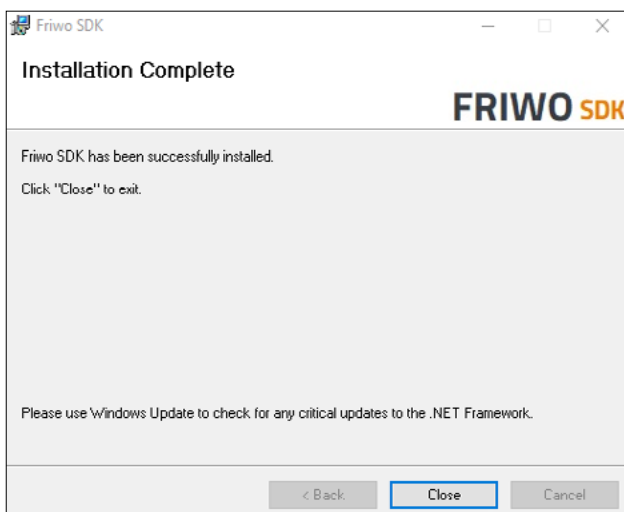 Friwo SDK
Installation Complete
FRIWO SDK
Friwo SDK has been successfully installed.
Click "Close" to exit.
Please use Windows Update to check for any critical updates to the .NET Framework.
< Back
Close
Cancel